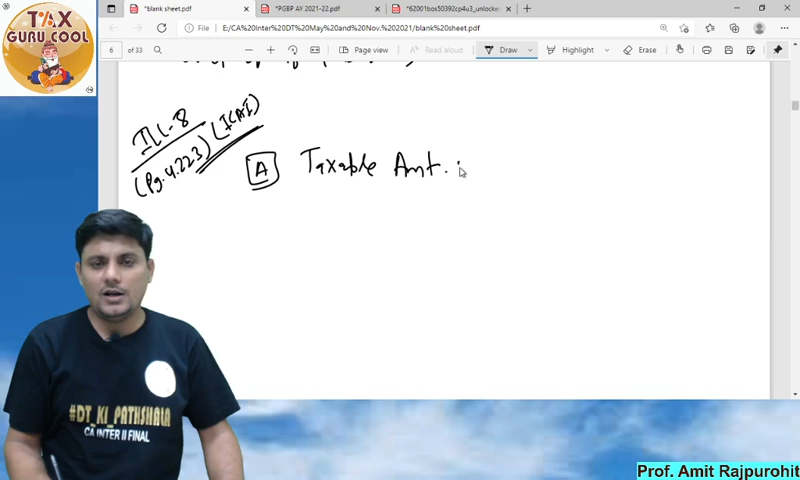 TAX
GURU COOL
*blank sheet.pdf
*PGBP AY 2021-22.pdf
*62001bos50392cp4u3_unlocke
E:/CA%20Inter%20DT%20May%20and%20Nov.%202021/blank%20sheet.pdf
6 of 33
Page view
Read aloud
Draw
Highlight
Erase
ILL-8
(Pg.4.223) (ICAI)
A Taxable Amt. :
#DT_KI_PATHSHALA
CA INTER II FINAL
Prof. Amit Rajpurohit